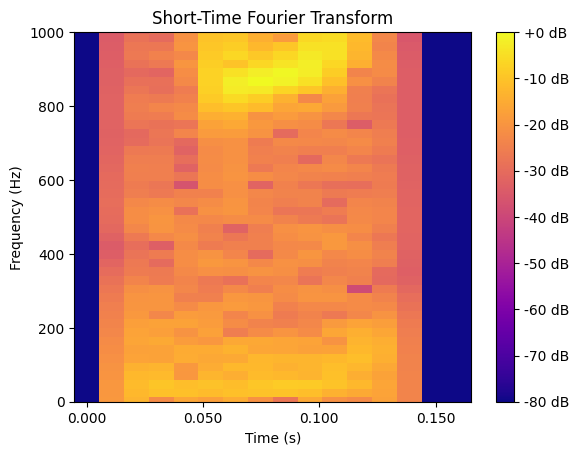 Short-Time Fourier Transform
Frequency (Hz)
1000
800
600
400
200
0
0.000
0.050
0.100
0.150
Time (s)
+0 dB
-10 dB
-20 dB
-30 dB
-40 dB
-50 dB
-60 dB
-70 dB
-80 dB